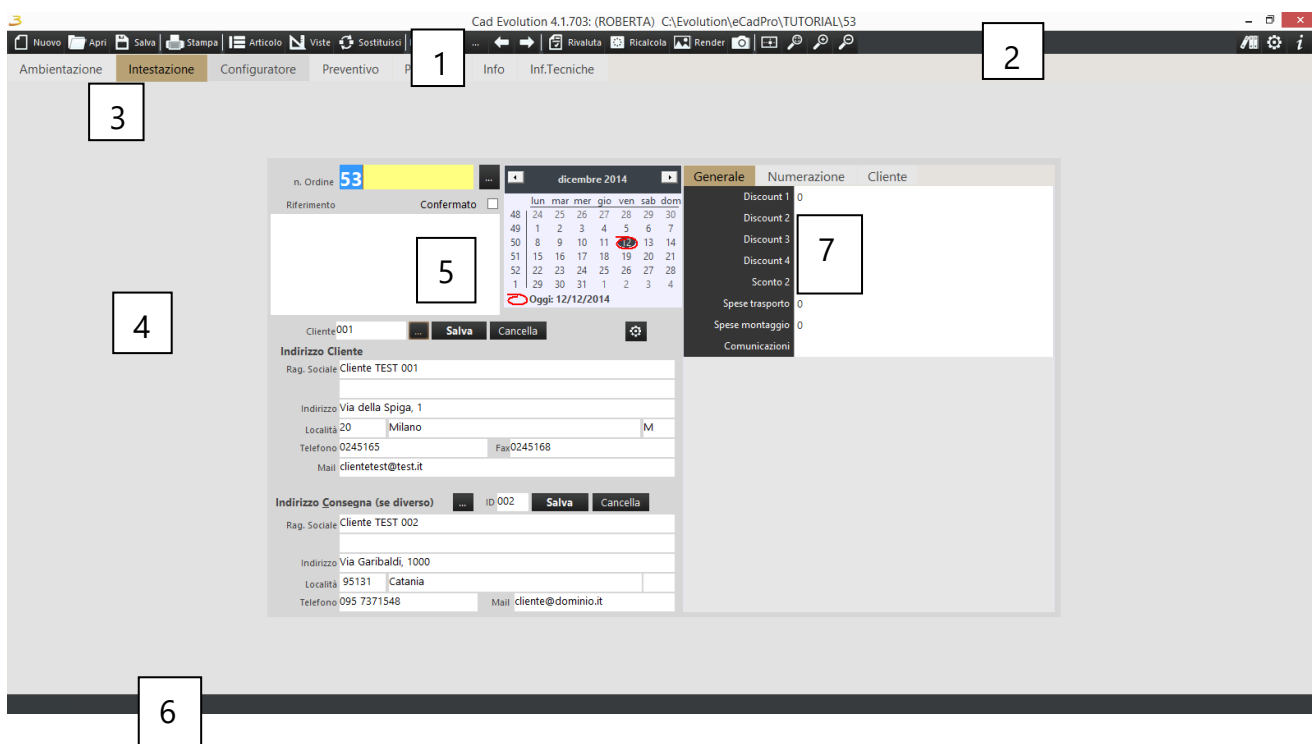 Cad Evolution 4.1.703: (ROBERTA) C:\Evolution\eCadPro\TUTORIAL\53
Nuovo Apri Salva Stampa Articolo Viste Sostituisci ... Rivaluta Ricalcola Render i
1
2
Ambientazione Intestazione Configuratore Preventivo P Info Inf.Tecniche
3
n. Ordine 53 ...
Riferimento Confermato
dicembre 2014
lun mar mer gio ven sab dom
48 24 25 26 27 28 29 30
49 1 2 3 4 5 6 7
50 8 9 10 11 12 13 14
51 15 16 17 18 19 20 21
52 22 23 24 25 26 27 28
1 29 30 31 1 2 3 4
Oggi: 12/12/2014
5
Generale Numerazione Cliente
Discount 1 0
Discount 2
Discount 3
Discount 4
Sconto 2
Spese trasporto 0
Spese montaggio 0
Comunicazioni
7
4
Cliente 001 ... Salva Cancella
Indirizzo Cliente
Rag. Sociale Cliente TEST 001
Indirizzo Via della Spiga, 1
Località 20 Milano M
Telefono 0245165 Fax 0245168
Mail clientetest@test.it
Indirizzo Consegna (se diverso) ... ID 002 Salva Cancella
Rag. Sociale Cliente TEST 002
Indirizzo Via Garibaldi, 1000
Località 95131 Catania
Telefono 095 7371548 Mail cliente@dominio.it
6